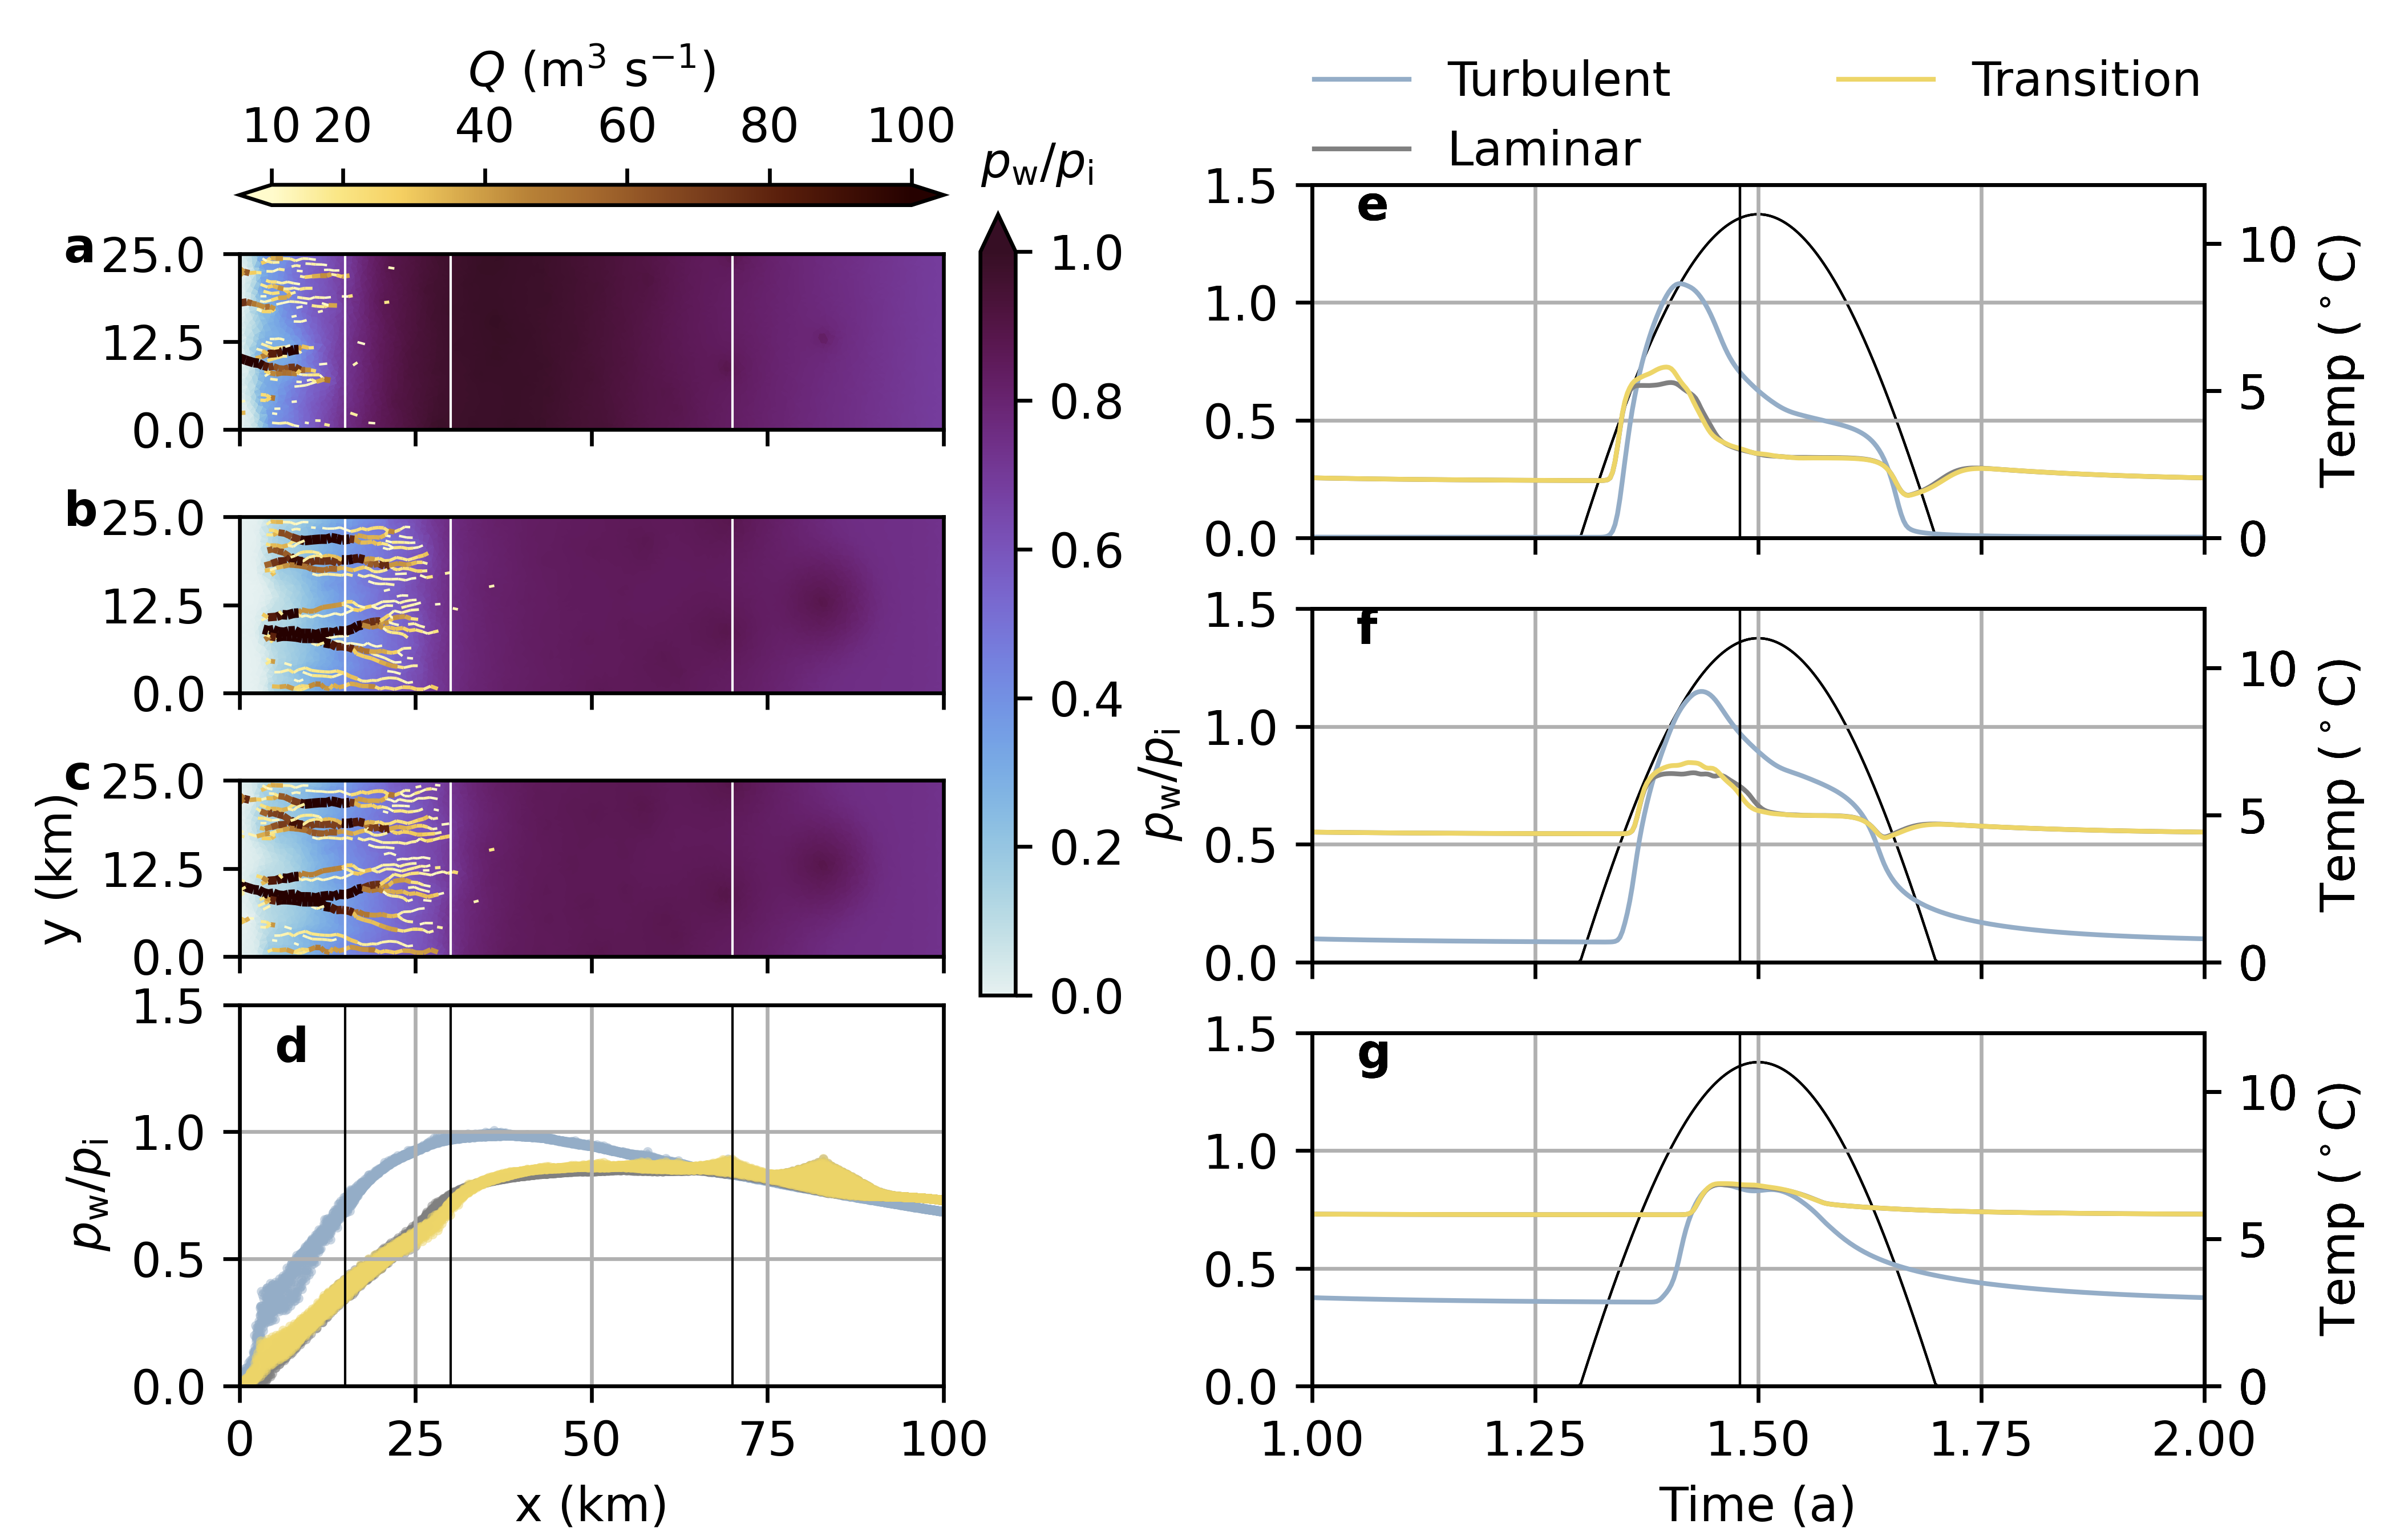 Q (m³ s⁻¹)
10 20 40 60 80 100
p_w/p_i
1.0
0.8
0.6
0.4
0.2
0.0
a
25.0
12.5
0.0
b
25.0
12.5
0.0
c
25.0
12.5
0.0
y (km)
d
1.5
1.0
0.5
0.0
p_w/p_i
0 25 50 75 100
x (km)
Turbulent
Transition
Laminar
e
1.5
1.0
0.5
0.0
10
5
0
Temp (°C)
f
1.5
1.0
0.5
0.0
p_w/p_i
10
5
0
Temp (°C)
g
1.5
1.0
0.5
0.0
10
5
0
Temp (°C)
1.00 1.25 1.50 1.75 2.00
Time (a)